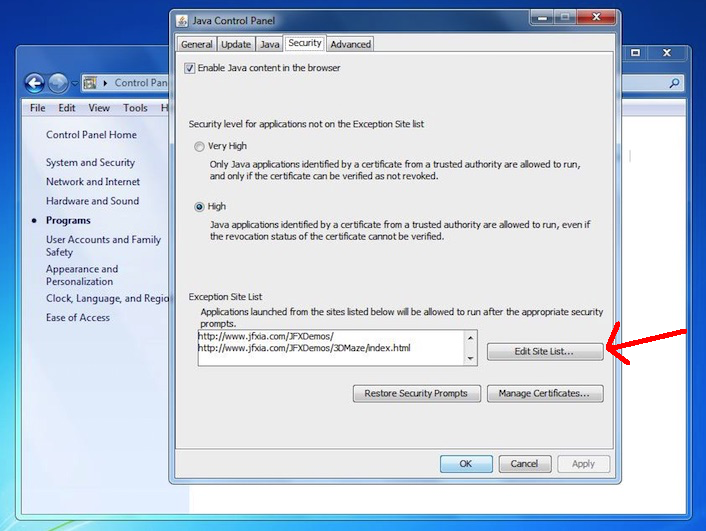 Java Control Panel
General Update Java Security Advanced
Enable Java content in the browser
Security level for applications not on the Exception Site list
Very High
Only Java applications identified by a certificate from a trusted authority are allowed to run,
and only if the certificate can be verified as not revoked.
High
Java applications identified by a certificate from a trusted authority are allowed to run, even if
the revocation status of the certificate cannot be verified.
Exception Site List
Applications launched from the sites listed below will be allowed to run after the appropriate security
prompts.
http://www.jfxia.com/JFXDemos/
http://www.jfxia.com/JFXDemos/3DMaze/index.html
Edit Site List...
Restore Security Prompts Manage Certificates...
OK Cancel Apply
Control Pan
File Edit View Tools H
Control Panel Home
System and Security
Network and Internet
Hardware and Sound
Programs
User Accounts and Family
Safety
Appearance and
Personalization
Clock, Language, and Regio
Ease of Access